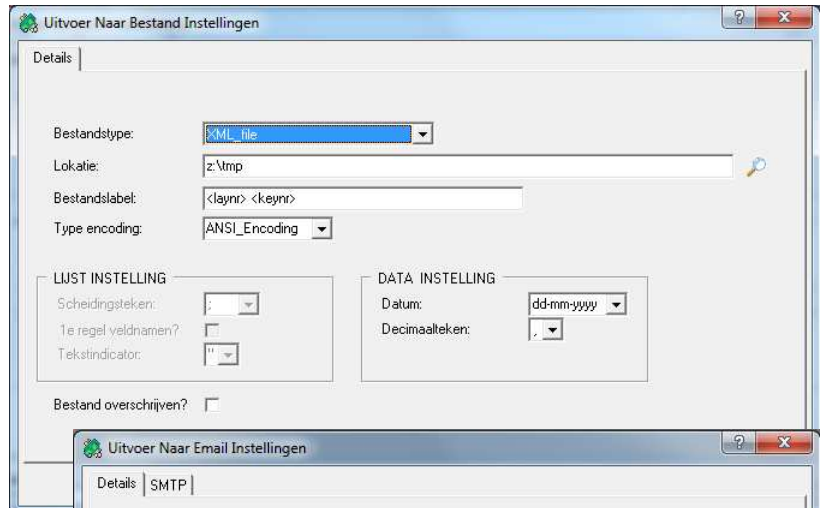 Uitvoer Naar Bestand Instellingen
Details
Bestandstype: XML_file
Lokatie: z:\tmp
Bestandslabel: <laynr> <keynr>
Type encoding: ANSI_Encoding
LIJST INSTELLING
Scheidingsteken: ;
1e regel veldnamen?
Tekstindicator: "
DATA INSTELLING
Datum: dd-mm-yyyy
Decimaalteken: ,
Bestand overschrijven?
Uitvoer Naar Email Instellingen
Details SMTP